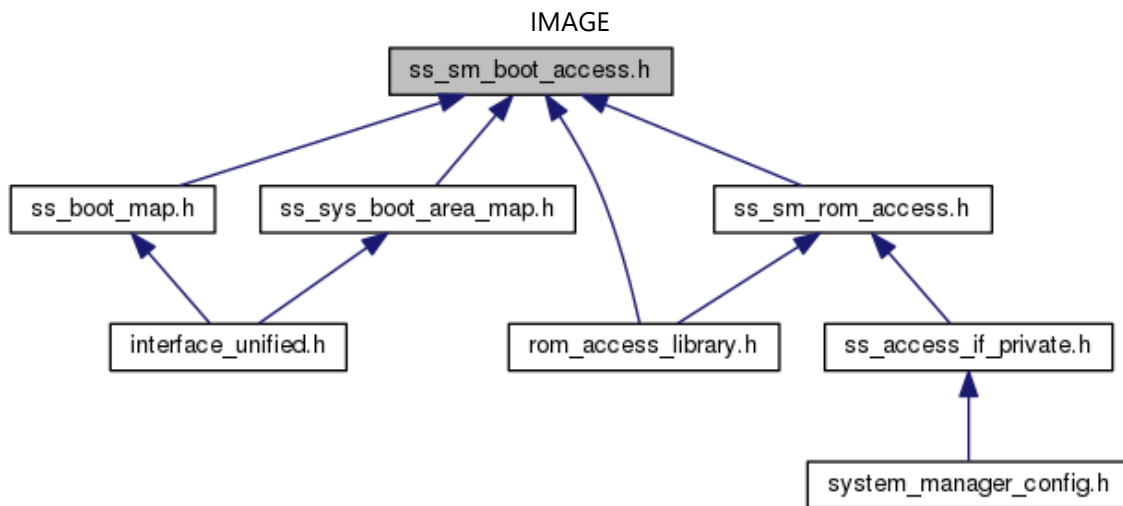 IMAGE
ss_sm_boot_access.h
ss_boot_map.h
ss_sys_boot_area_map.h
ss_sm_rom_access.h
interface_unified.h
rom_access_library.h
ss_access_if_private.h
system_manager_config.h